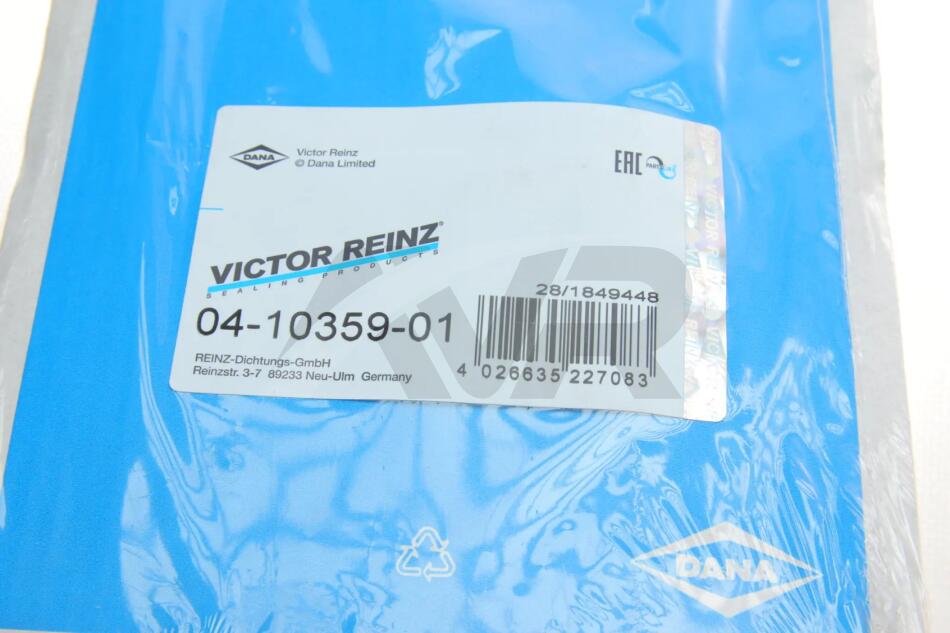 DANA
Victor Reinz
© Dana Limited
EAC
VICTOR REINZ®
SEALING PRODUCTS
28/1849448
04-10359-01
REINZ-Dichtungs-GmbH
Reinzstr. 3-7 89233 Neu-Ulm Germany
4 026635 227083
VR
DANA